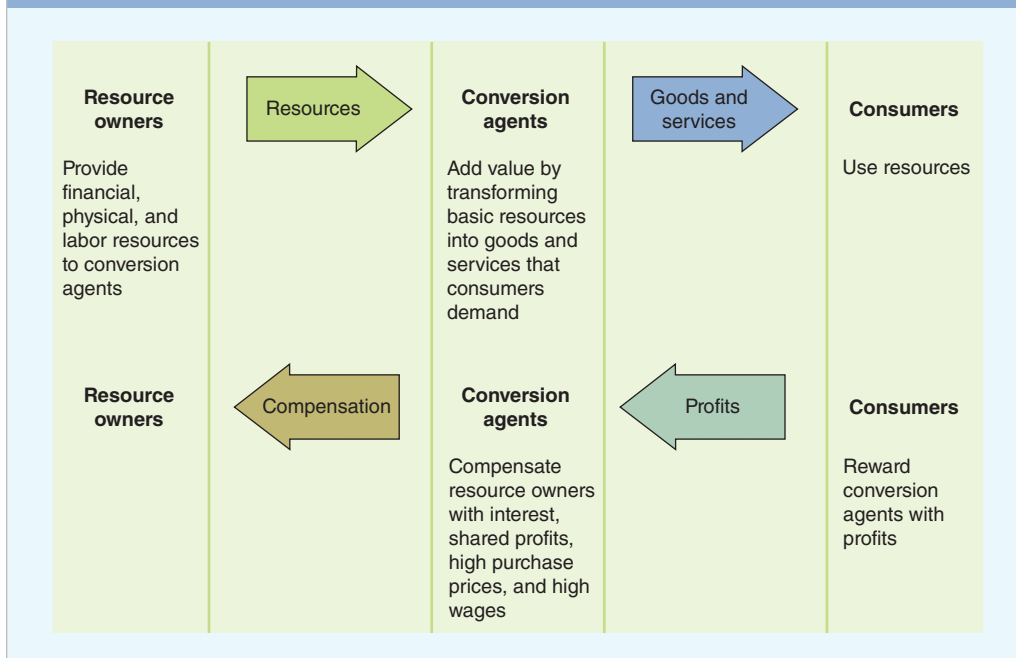 Resource
owners
Provide
financial,
physical, and
labor resources
to conversion
agents
Resources
Conversion
agents
Add value by
transforming
basic resources
into goods and
services that
consumers
demand
Goods and
services
Consumers
Use resources
Resource
owners
Compensation
Conversion
agents
Compensate
resource owners
with interest,
shared profits,
high purchase
prices, and high
wages
Profits
Consumers
Reward
conversion
agents with
profits